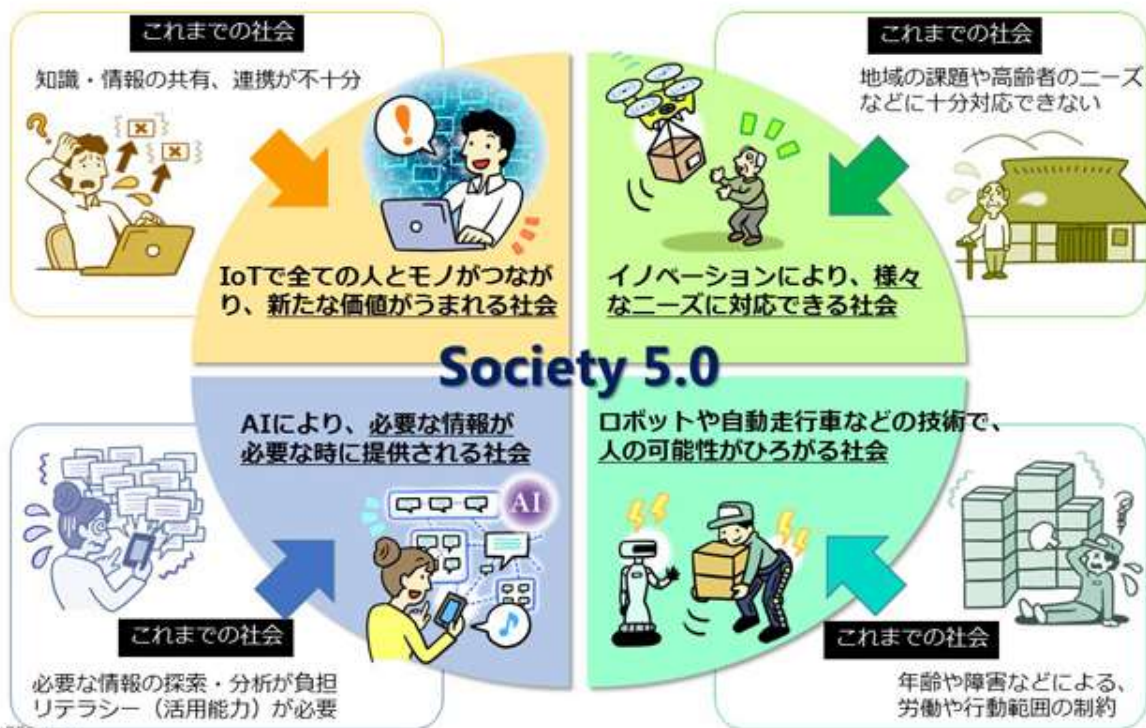 これまでの社会
知識・情報の共有、連携が不十分
IoTで全ての人とモノがつなが
り、新たな価値がうまれる社会
これまでの社会
地域の課題や高齢者のニーズ
などに十分対応できない
イノベーションにより、様々
なニーズに対応できる社会
Society 5.0
AIにより、必要な情報が
必要な時に提供される社会
AI
これまでの社会
必要な情報の探索・分析が負担
リテラシー（活用能力）が必要
ロボットや自動走行車などの技術で、
人の可能性がひろがる社会
これまでの社会
年齢や障害などによる、
労働や行動範囲の制約